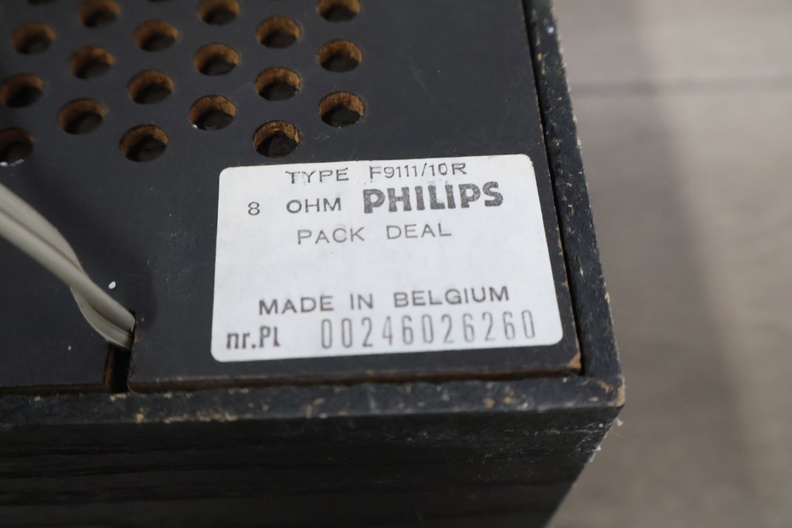 TYPE F9111/10R
8 OHM PHILIPS
PACK DEAL
MADE IN BELGIUM
nr.PL 00246026260